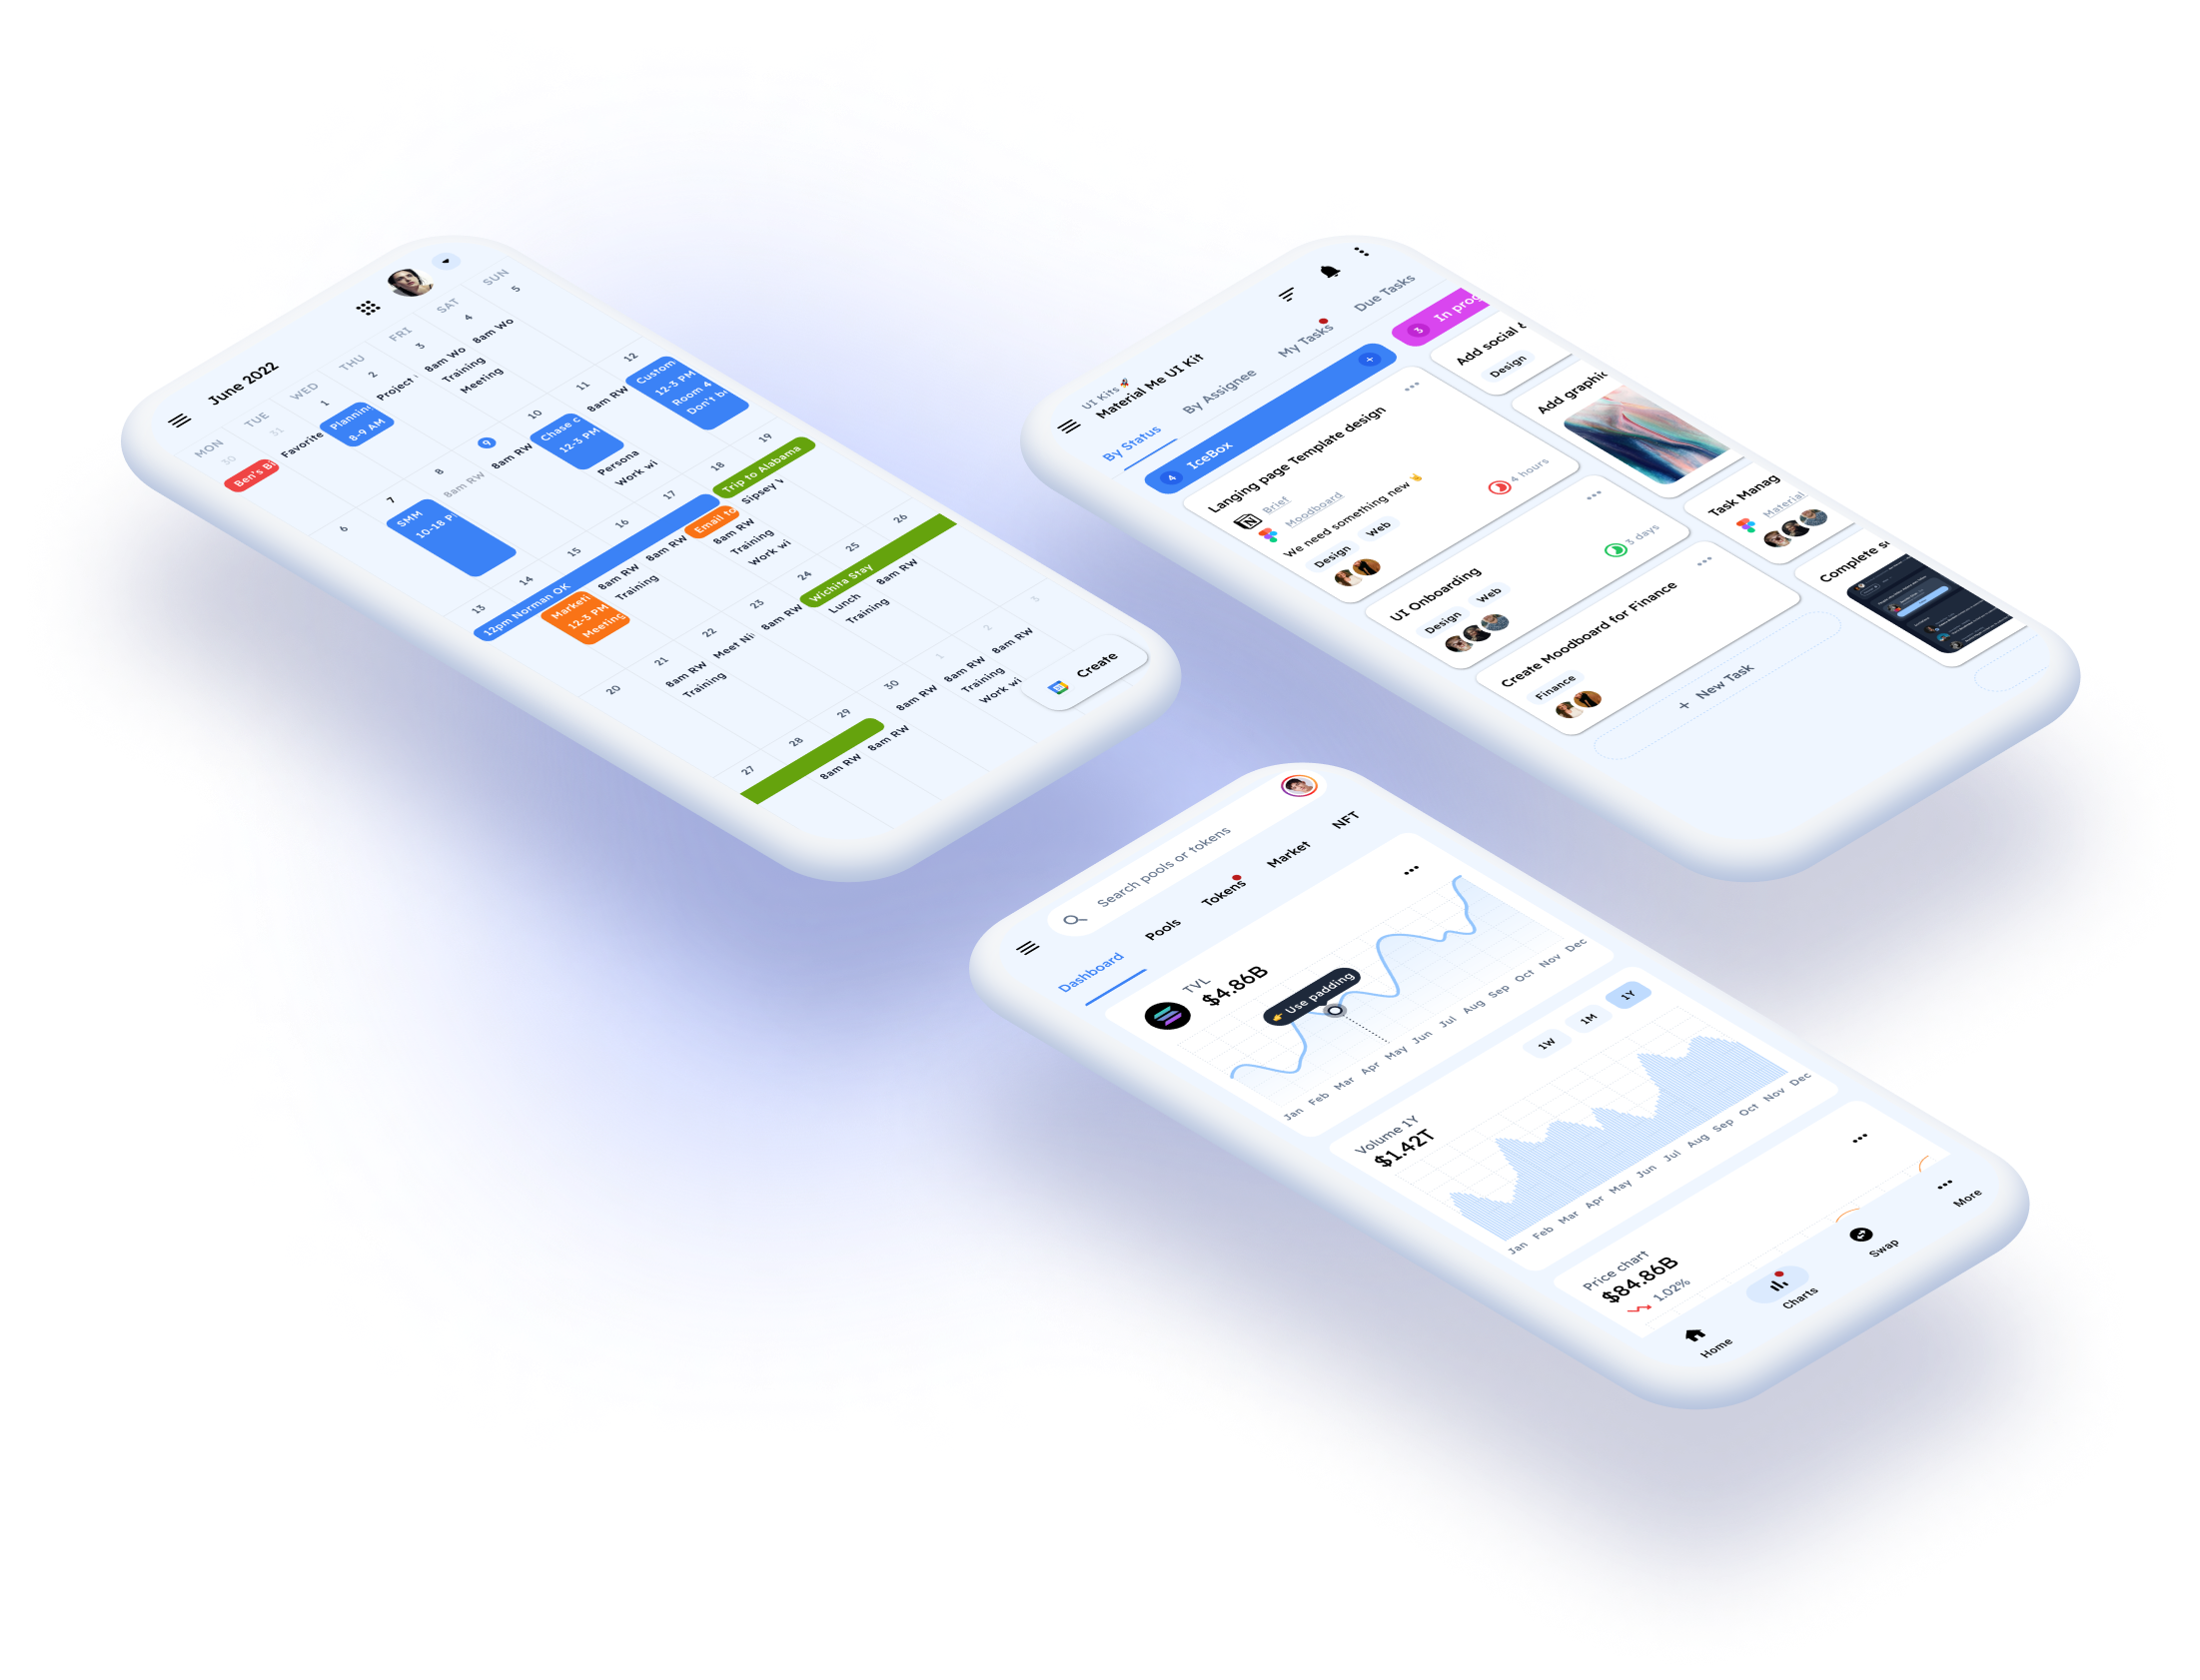 June 2022
MON TUE WED THU FRI SAT SUN
30 31 1 2 3 4 5
Ben's Bi
Favorite
Plannin
8-9 AM
Project
8am Wo
Training
Meeting
8am Wo
6 7 8 9 10 11 12
SMM
10-18 P
8am RW
8am RW
Chase c
12-3 PM
8am RW
Persona
Work wi
Custom
12-3 PM
Room 4
Don't b
13 14 15 16 17 18 19
12pm Norman OK
Trip to Alabama
Marketi
12-3 PM
Meeting
8am RW
Training
8am RW
Email to
8am RW
Training
Work wi
Sipsey
20 21 22 23 24 25 26
8am RW
Training
Meet Ni
8am RW
Wichita Stay
Lunch
Training
8am RW
27 28 29 30 1 2 3
8am RW
8am RW
8am RW
8am RW
Training
Work wi
8am RW
Create
UI Kits 🚀
Material Me UI Kit
By Status
By Assignee
My Tasks
Due Tasks
4 IceBox +
Langing page Template design
Brief
Moodboard
We need something new 🤘
Design Web
4 hours
UI Onboarding
Design Web
3 days
Create Moodboard for Finance
Finance
+ New Task
3 In prog
Add social
Design
Add graphic
Task Manag
Material
Complete s
Search pools or tokens
Dashboard
Pools
Tokens
Market
NFT
TVL
$4.86B
👉 Use padding
Jan Feb Mar Apr May Jun Jul Aug Sep Oct Nov Dec
Volume 1Y
$1.42T
1W 1M 1Y
Jan Feb Mar Apr May Jun Jul Aug Sep Oct Nov Dec
Price chart
$84.86B
1.02%
Home
Charts
Swap
More